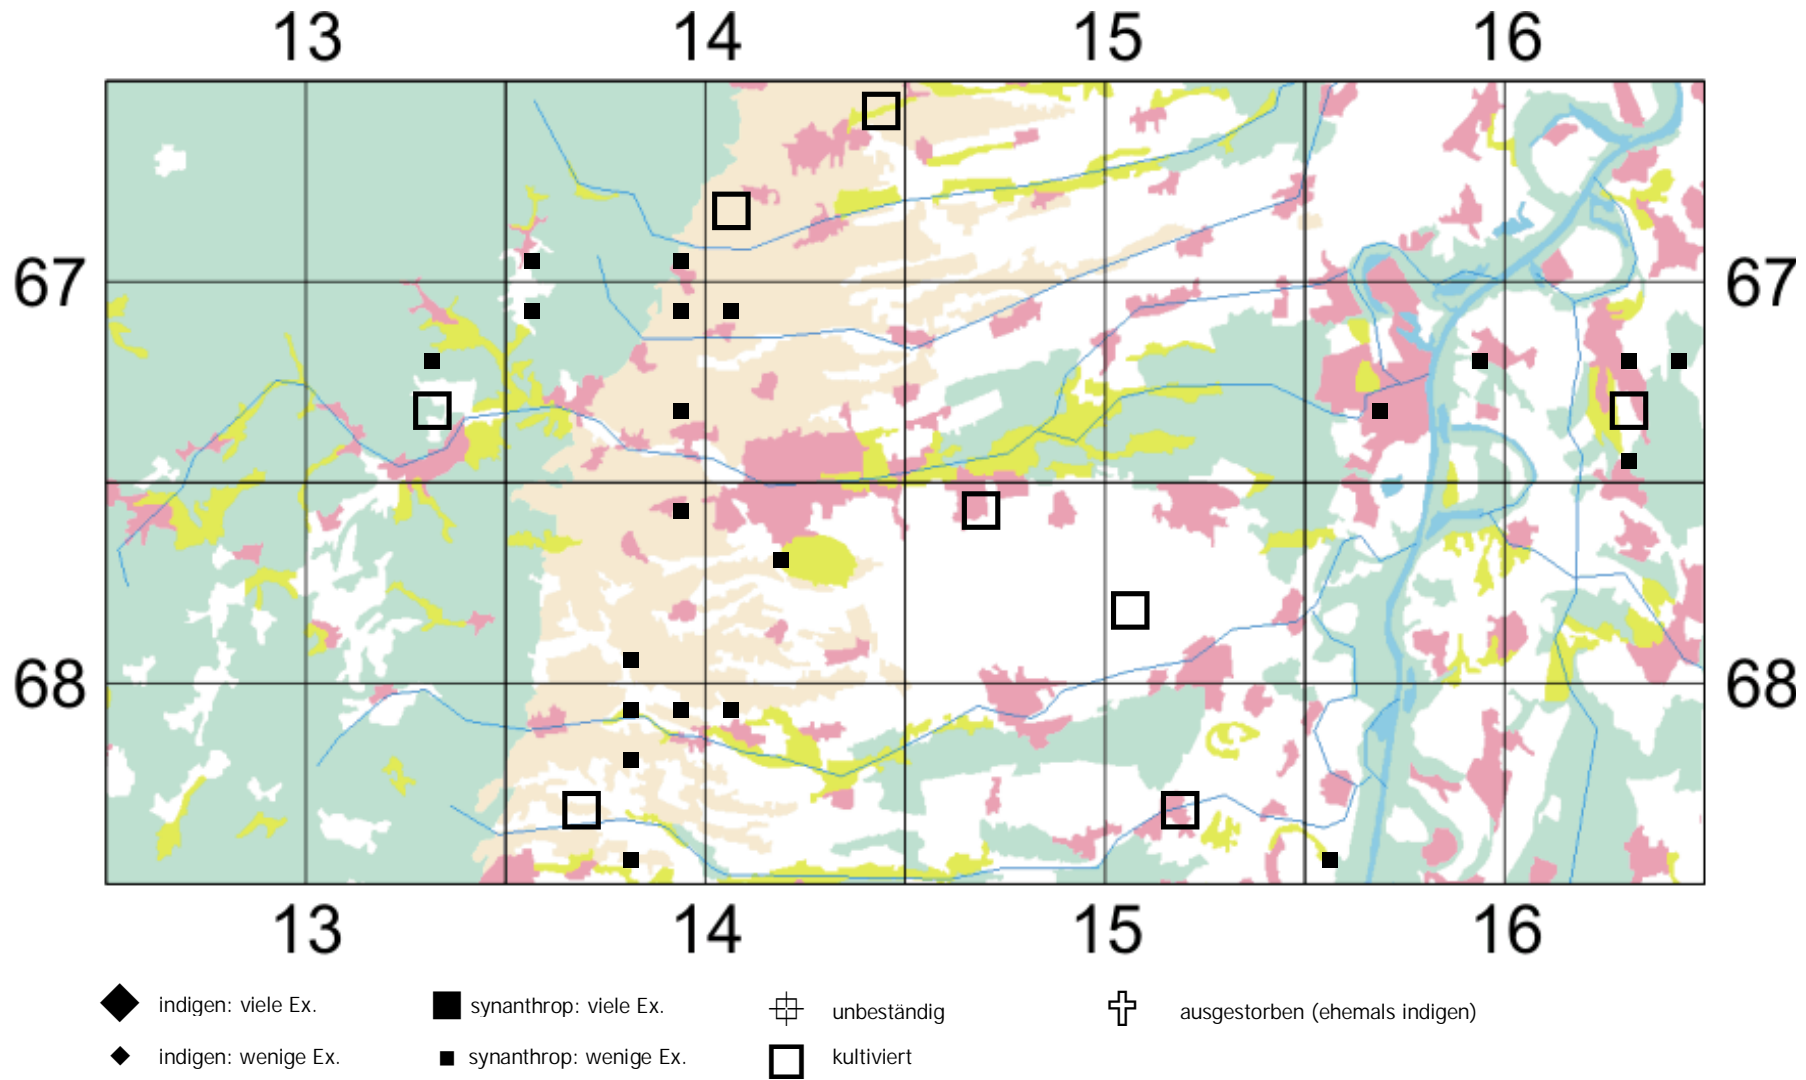 13 14 15 16
67 67
68 68
13 14 15 16
indigen: viele Ex. synanthrop: viele Ex. unbeständig ausgestorben (ehemals indigen)
indigen: wenige Ex. synanthrop: wenige Ex. kultiviert